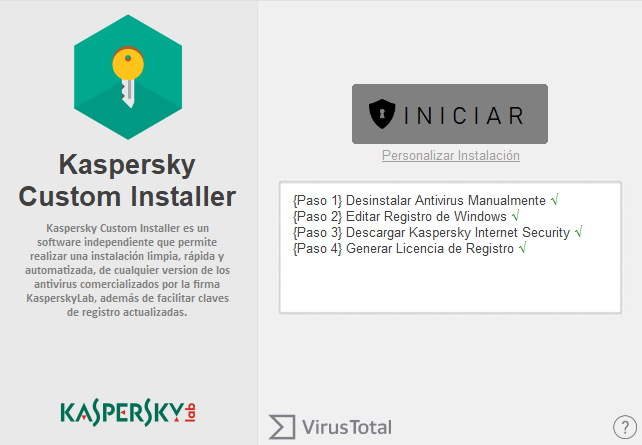 Kaspersky
Custom Installer
Kaspersky Custom Installer es un
software independiente que permite
realizar una instalación limpia, rápida y
automatizada, de cualquier version de los
antivirus comercializados por la firma
KasperskyLab, además de facilitar claves
de registro actualizadas.
KASPERSKY lab
INICIAR
Personalizar Instalación
{Paso 1} Desinstalar Antivirus Manualmente √
{Paso 2} Editar Registro de Windows √
{Paso 3} Descargar Kaspersky Internet Security √
{Paso 4} Generar Licencia de Registro √
VirusTotal
?